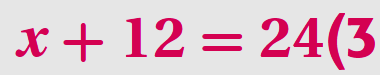 x + 12 = 24(3